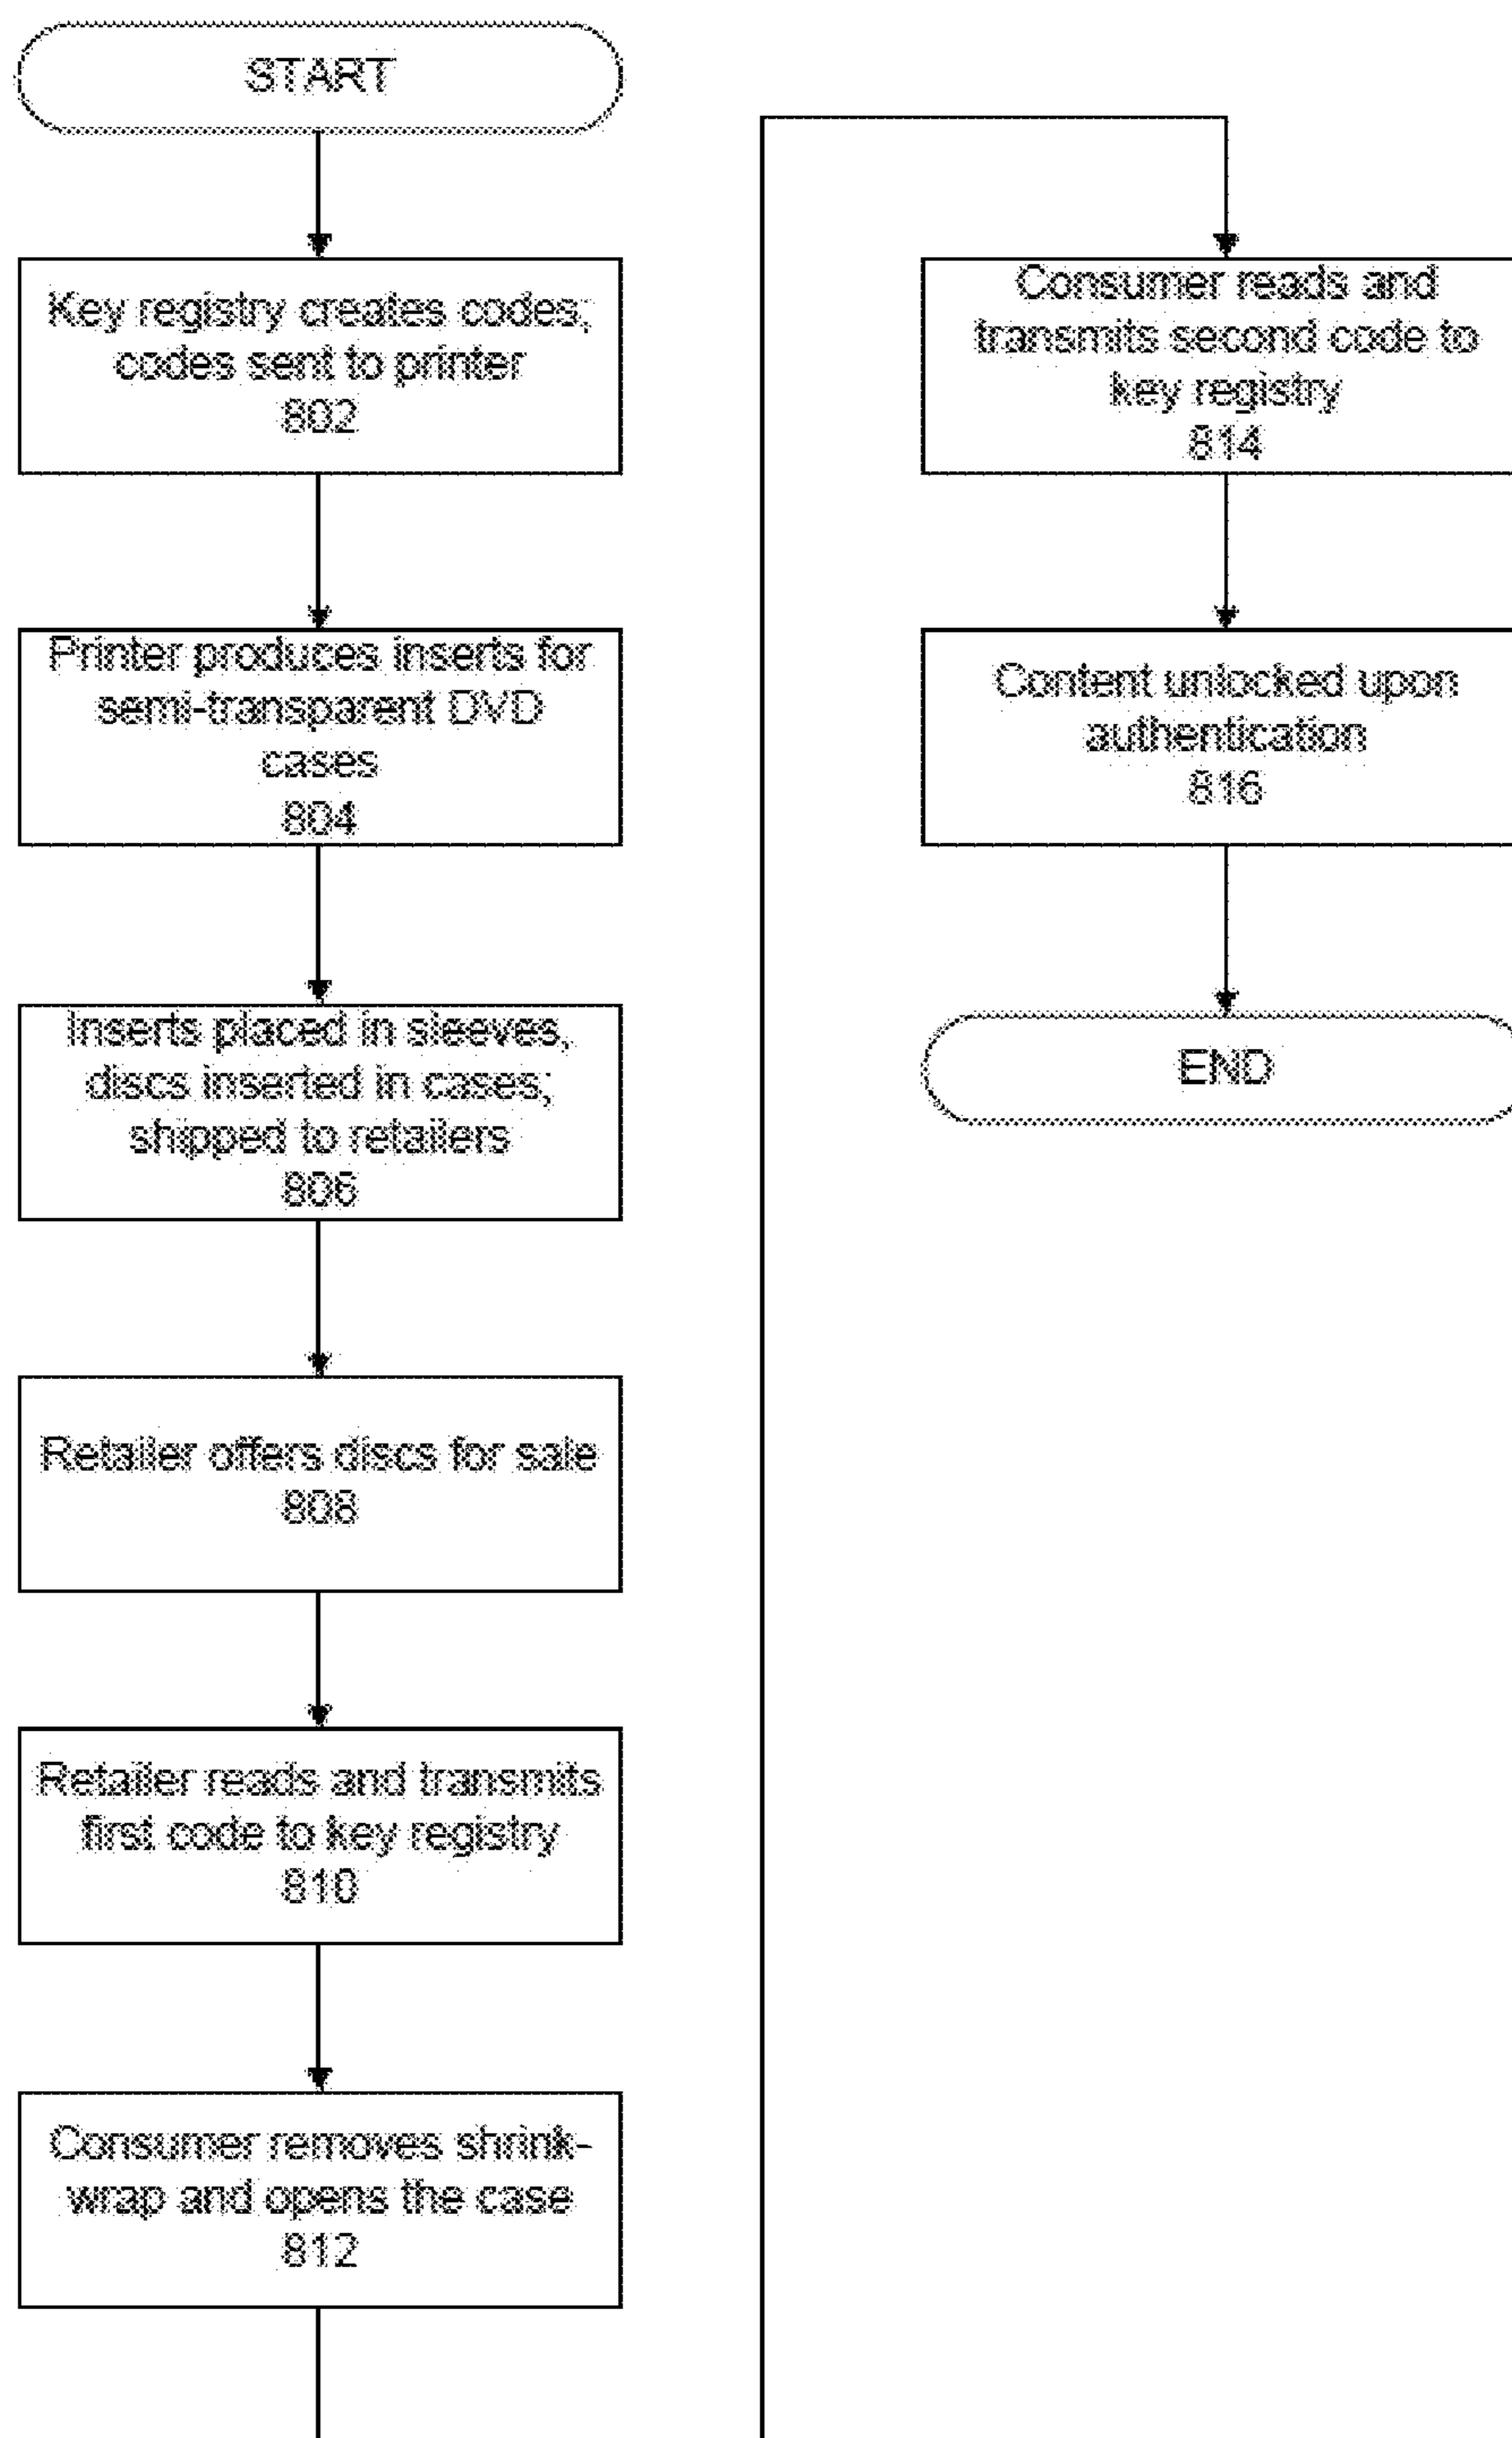 START
Key registry creates codes;
codes sent to printer
802
Printer produces inserts for
semi-transparent DVD
cases
804
Inserts placed in sleeves,
discs inserted in cases;
shipped to retailers
806
Retailer offers discs for sale
808
Retailer reads and transmits
first code to key registry
810
Consumer removes shrink-
wrap and opens the case
812
Consumer reads and
transmits second code to
key registry
814
Content unlocked upon
authentication
816
END